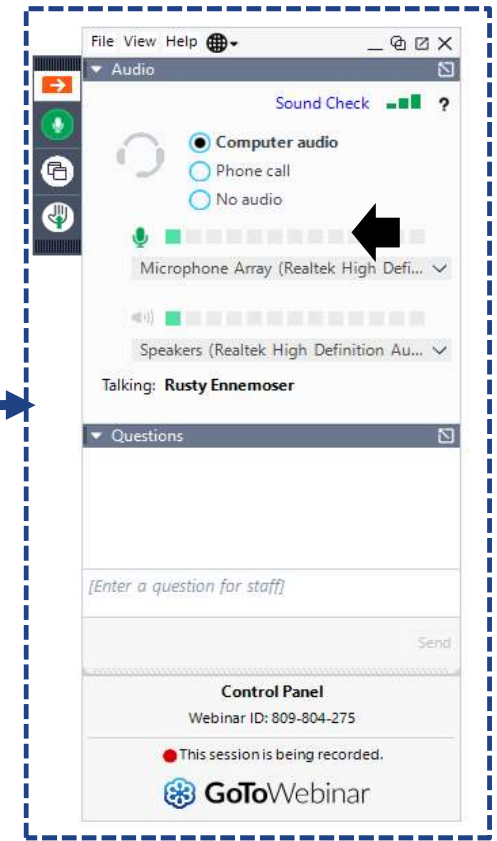 File View Help
Audio
Sound Check ?
Computer audio
Phone call
No audio
Microphone Array (Realtek High Defi...
Speakers (Realtek High Definition Au...
Talking: Rusty Ennemoser
Questions
[Enter a question for staff]
Send
Control Panel
Webinar ID: 809-804-275
This session is being recorded.
GoToWebinar